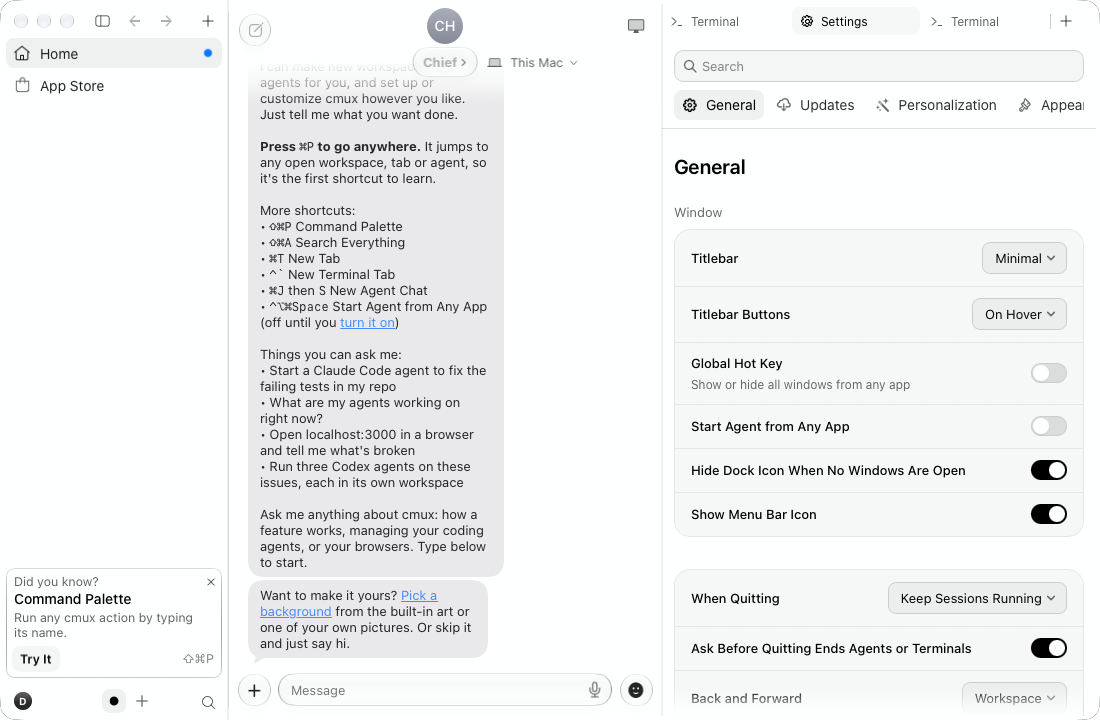 Home
App Store
Did you know?
Command Palette
Run any cmux action by typing
its name.
Try It
⇧⌘P
D
CH
Chief ›
This Mac
I can make new workspaces
agents for you, and set up or
customize cmux however you like.
Just tell me what you want done.
Press ⌘P to go anywhere. It jumps to
any open workspace, tab or agent, so
it's the first shortcut to learn.
More shortcuts:
• ⇧⌘P Command Palette
• ⇧⌘A Search Everything
• ⌘T New Tab
• ^` New Terminal Tab
• ⌘J then S New Agent Chat
• ^⌥⌘Space Start Agent from Any App
(off until you turn it on)
Things you can ask me:
• Start a Claude Code agent to fix the
failing tests in my repo
• What are my agents working on
right now?
• Open localhost:3000 in a browser
and tell me what's broken
• Run three Codex agents on these
issues, each in its own workspace
Ask me anything about cmux: how a
feature works, managing your coding
agents, or your browsers. Type below
to start.
Want to make it yours? Pick a
background from the built-in art or
one of your own pictures. Or skip it
and just say hi.
Message
Terminal
Settings
Terminal
Search
General
Updates
Personalization
Appear
General
Window
Titlebar
Minimal
Titlebar Buttons
On Hover
Global Hot Key
Show or hide all windows from any app
Start Agent from Any App
Hide Dock Icon When No Windows Are Open
Show Menu Bar Icon
When Quitting
Keep Sessions Running
Ask Before Quitting Ends Agents or Terminals
Back and Forward
Workspace